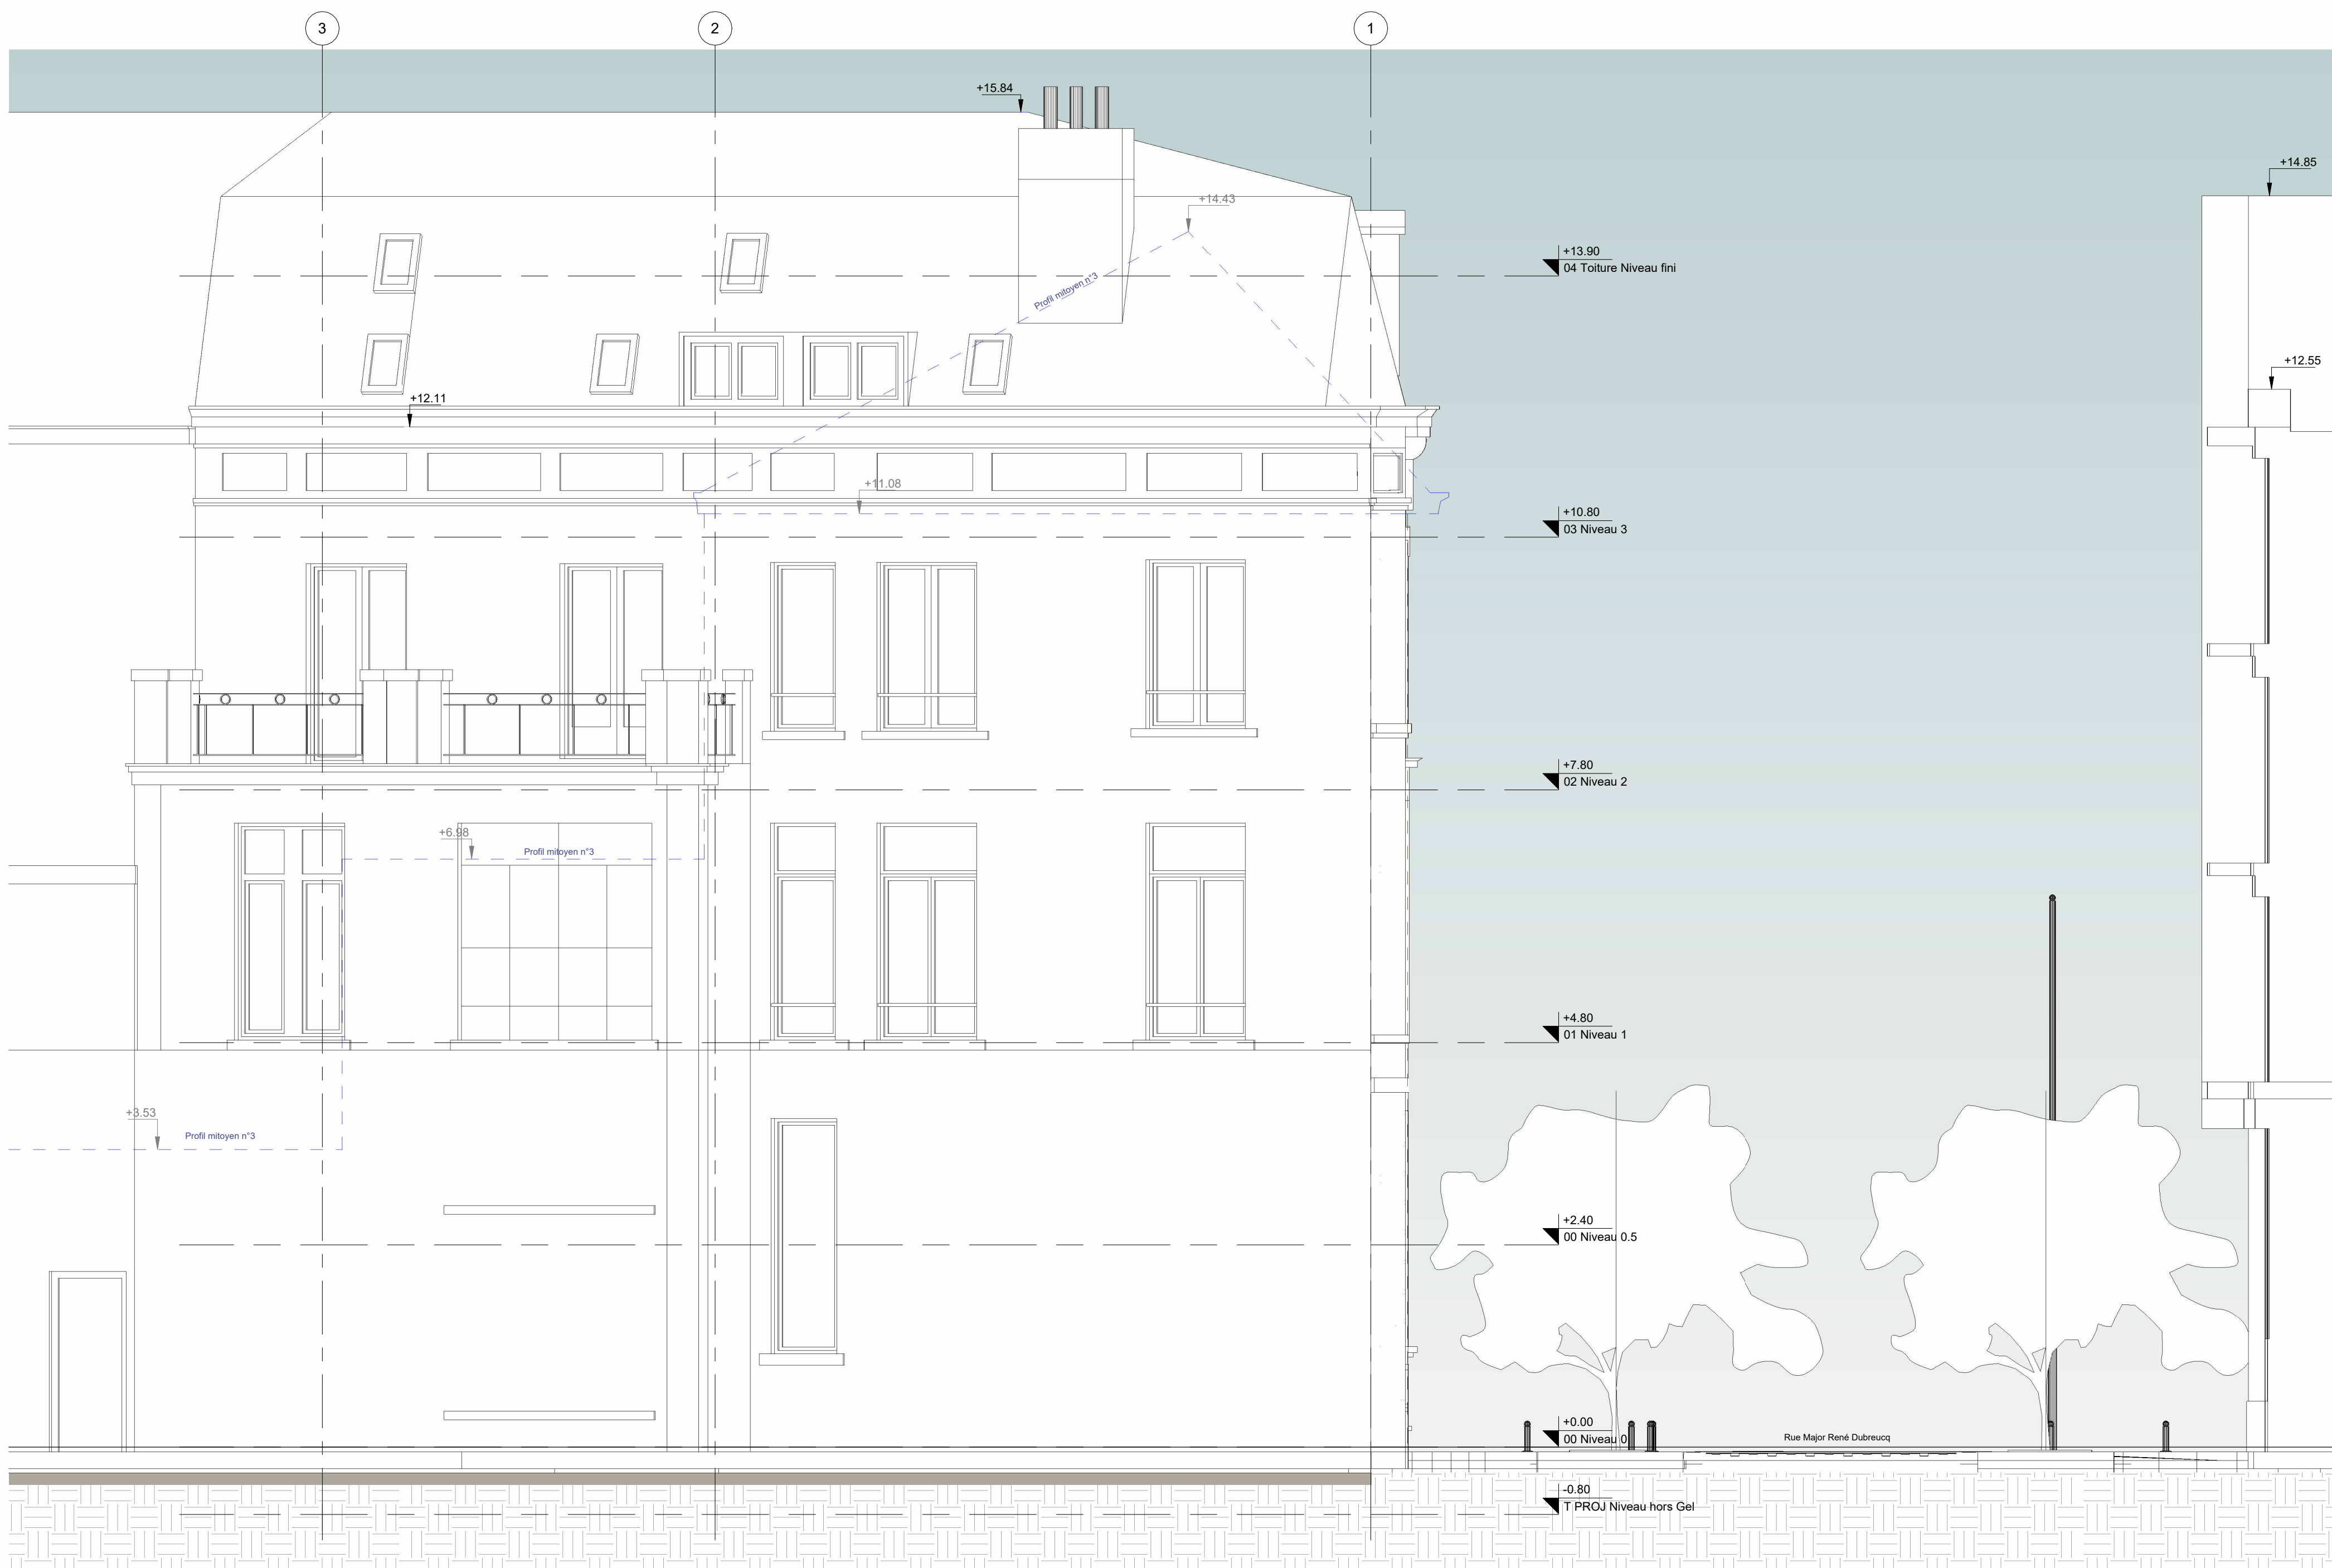 3
2
1
+15.84
+14.85
+14.43
+13.90
04 Toiture Niveau fini
Profil mitoyen n°3
+12.55
+12.11
+11.08
+10.80
03 Niveau 3
+7.80
02 Niveau 2
+6.98
Profil mitoyen n°3
+4.80
01 Niveau 1
+3.53
Profil mitoyen n°3
+2.40
00 Niveau 0.5
+0.00
00 Niveau 0
Rue Major René Dubreucq
-0.80
T PROJ Niveau hors Gel